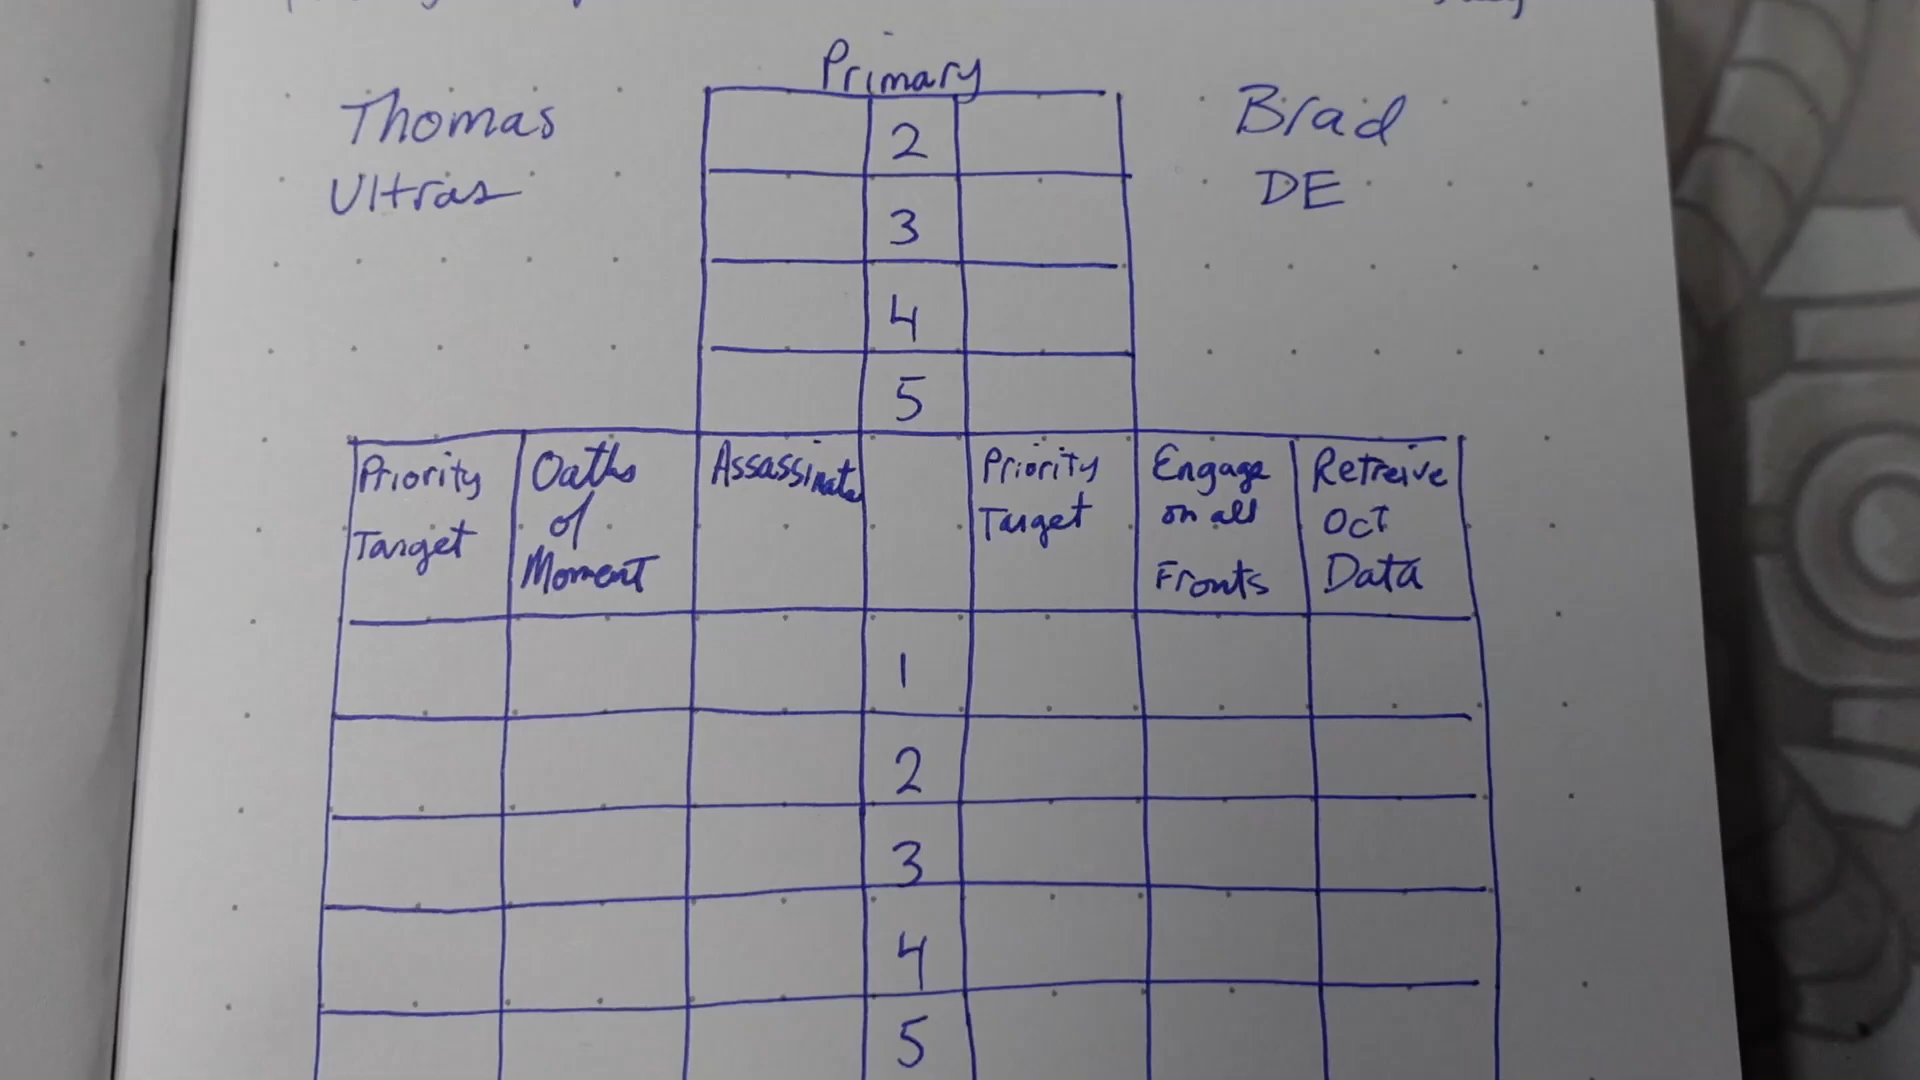 Primary
Thomas
Ultras
Brad
DE
2
3
4
5
Priority
Target
Oaths
of
Moment
Assassinate
Priority
Target
Engage
on all
Fronts
Retreive
Oct
Data
1
2
3
4
5